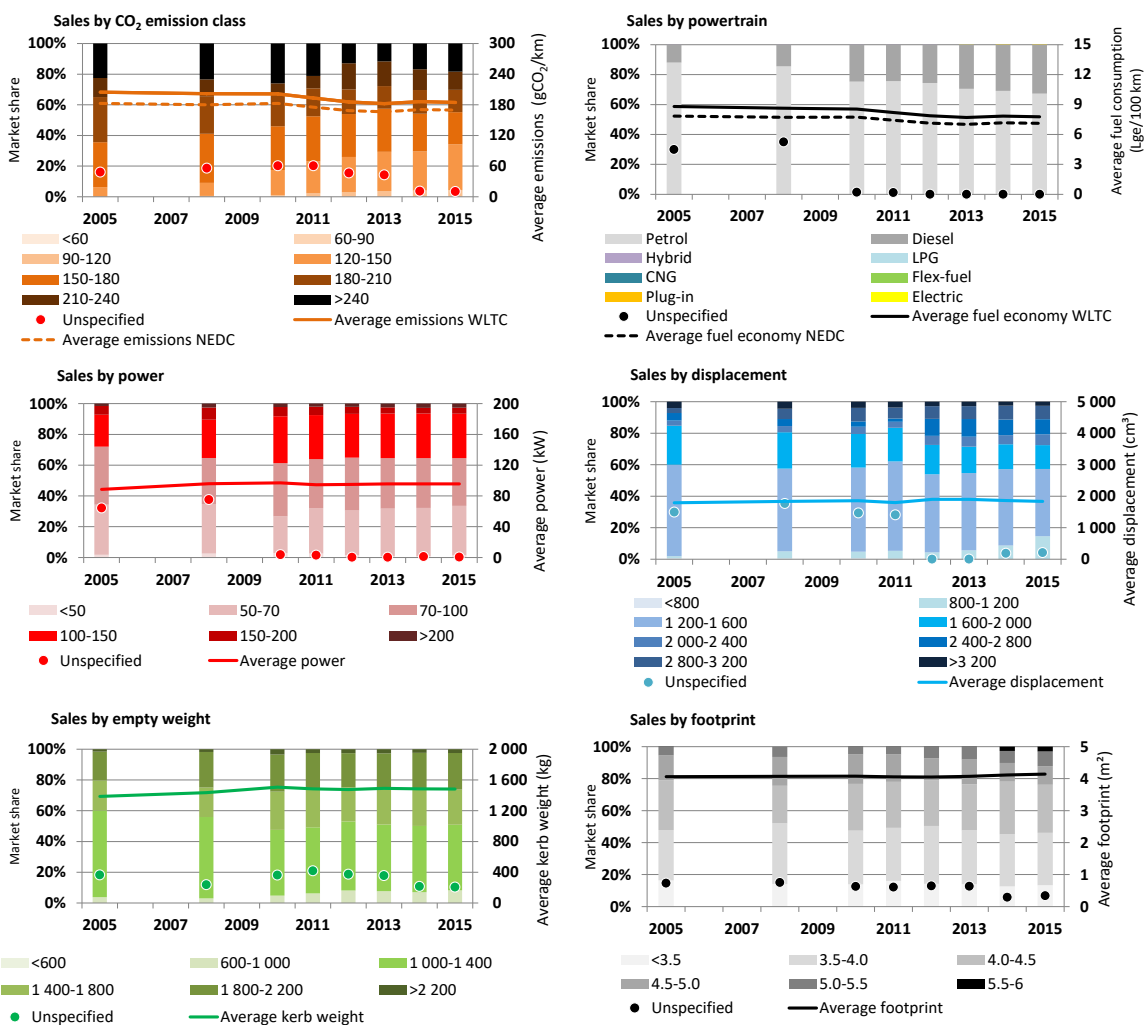 Sales by CO2 emission class
100%
80%
60%
40%
20%
0%
Market share
300
240
180
120
60
0
Average emissions (gCO2/km)
2005 2007 2009 2011 2013 2015
<60 60-90
90-120 120-150
150-180 180-210
210-240 >240
Unspecified Average emissions WLTC
Average emissions NEDC
Sales by powertrain
100%
80%
60%
40%
20%
0%
Market share
15
12
9
6
3
0
Average fuel consumption
(Lge/100 km)
2005 2007 2009 2011 2013 2015
Petrol Diesel
Hybrid LPG
CNG Flex-fuel
Plug-in Electric
Unspecified Average fuel economy WLTC
Average fuel economy NEDC
Sales by power
100%
80%
60%
40%
20%
0%
Market share
200
160
120
80
40
0
Average power (kW)
2005 2007 2009 2011 2013 2015
<50 50-70 70-100
100-150 150-200 >200
Unspecified Average power
Sales by displacement
100%
80%
60%
40%
20%
0%
Market share
5 000
4 000
3 000
2 000
1 000
0
Average displacement (cm³)
2005 2007 2009 2011 2013 2015
<800 800-1 200
1 200-1 600 1 600-2 000
2 000-2 400 2 400-2 800
2 800-3 200 >3 200
Unspecified Average displacement
Sales by empty weight
100%
80%
60%
40%
20%
0%
Market share
2 000
1 600
1 200
800
400
0
Average kerb weight (kg)
2005 2007 2009 2011 2013 2015
<600 600-1 000 1 000-1 400
1 400-1 800 1 800-2 200 >2 200
Unspecified Average kerb weight
Sales by footprint
100%
80%
60%
40%
20%
0%
Market share
5
4
3
2
1
0
Average footprint (m²)
2005 2007 2009 2011 2013 2015
<3.5 3.5-4.0 4.0-4.5
4.5-5.0 5.0-5.5 5.5-6
Unspecified Average footprint